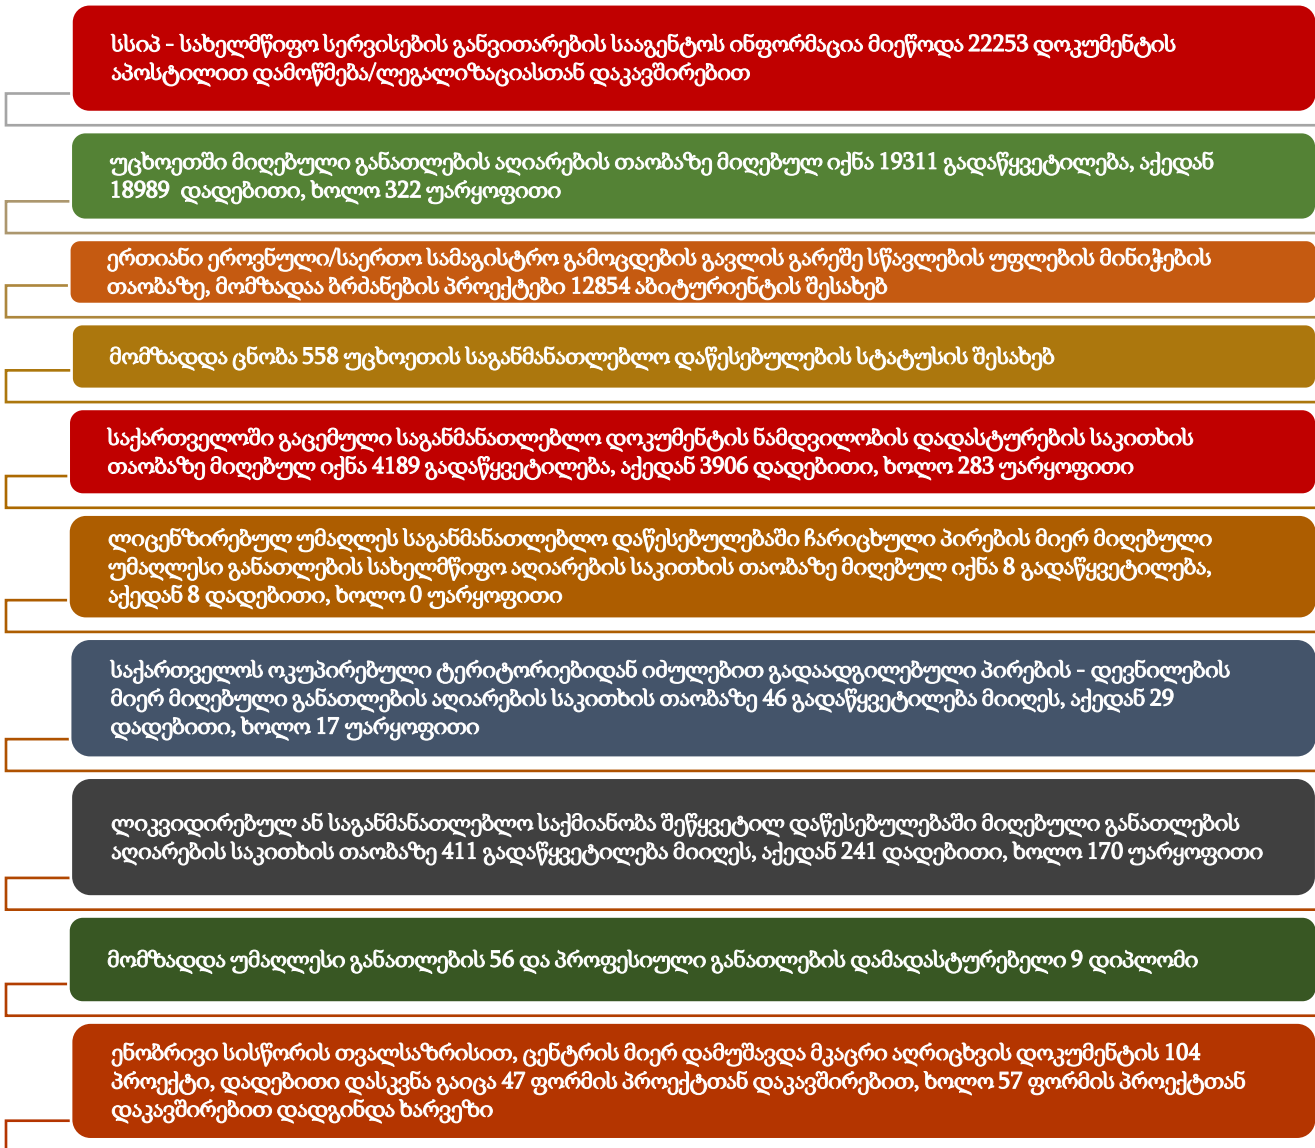 სსიპ - სახელმწიფო სერვისების განვითარების სააგენტოს ინფორმაცია მიეწოდა 22253 დოკუმენტის
აპოსტილით დამოწმება/ლეგალიზაციასთან დაკავშირებით
უცხოეთში მიღებული განათლების აღიარების თაობაზე მიღებულ იქნა 19311 გადაწყვეტილება, აქედან
18989 დადებითი, ხოლო 322 უარყოფითი
ერთიანი ეროვნული/საერთო სამაგისტრო გამოცდების გავლის გარეშე სწავლების უფლების მინიჭების
თაობაზე, მომზადაა ბრძანების პროექტები 12854 აბიტურიენტის შესახებ
მომზადდა ცნობა 558 უცხოეთის საგანმანათლებლო დაწესებულების სტატუსის შესახებ
საქართველოში გაცემული საგანმანათლებლო დოკუმენტის ნამდვილობის დადასტურების საკითხის
თაობაზე მიღებულ იქნა 4189 გადაწყვეტილება, აქედან 3906 დადებითი, ხოლო 283 უარყოფითი
ლიცენზირებულ უმაღლეს საგანმანათლებლო დაწესებულებაში ჩარიცხული პირების მიერ მიღებული
უმაღლესი განათლების სახელმწიფო აღიარების საკითხის თაობაზე მიღებულ იქნა 8 გადაწყვეტილება,
აქედან 8 დადებითი, ხოლო 0 უარყოფითი
საქართველოს ოკუპირებული ტერიტორიებიდან იძულებით გადაადგილებული პირების - დევნილების
მიერ მიღებული განათლების აღიარების საკითხის თაობაზე 46 გადაწყვეტილება მიიღეს, აქედან 29
დადებითი, ხოლო 17 უარყოფითი
ლიკვიდირებულ ან საგანმანათლებლო საქმიანობა შეწყვეტილ დაწესებულებაში მიღებული განათლების
აღიარების საკითხის თაობაზე 411 გადაწყვეტილება მიიღეს, აქედან 241 დადებითი, ხოლო 170 უარყოფითი
მომზადდა უმაღლესი განათლების 56 და პროფესიული განათლების დამადასტურებელი 9 დიპლომი
ენობრივი სისწორის თვალსაზრისით, ცენტრის მიერ დამუშავდა მკაცრი აღრიცხვის დოკუმენტის 104
პროექტი, დადებითი დასკვნა გაიცა 47 ფორმის პროექტთან დაკავშირებით, ხოლო 57 ფორმის პროექტთან
დაკავშირებით დადგინდა ხარვეზი